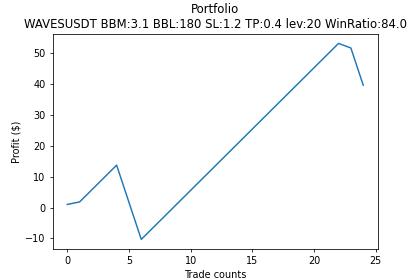 Portfolio
WAVESUSDT BBM:3.1 BBL:180 SL:1.2 TP:0.4 lev:20 WinRatio:84.0
50
40
30
20
10
0
−10
Profit ($)
0 5 10 15 20 25
Trade counts